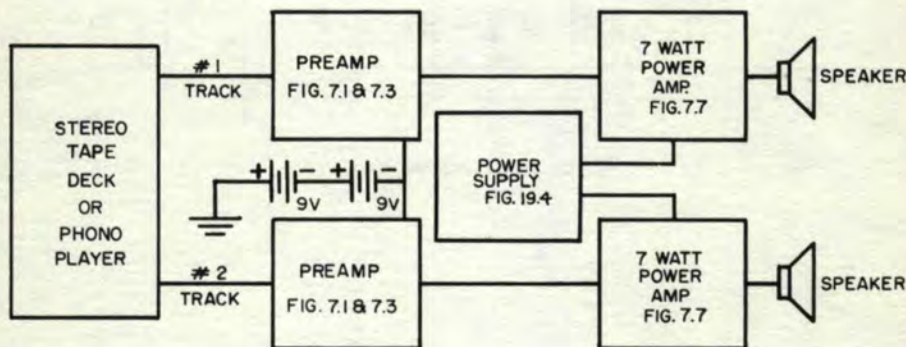 STEREO
TAPE
DECK
OR
PHONO
PLAYER
#1
TRACK
PREAMP
FIG. 7.1 & 7.3
7 WATT
POWER
AMP.
FIG. 7.7
SPEAKER
+ - + -
9V 9V
POWER
SUPPLY
FIG. 19.4
#2
TRACK
PREAMP
FIG. 7.1 & 7.3
7 WATT
POWER
AMP
FIG. 7.7
SPEAKER